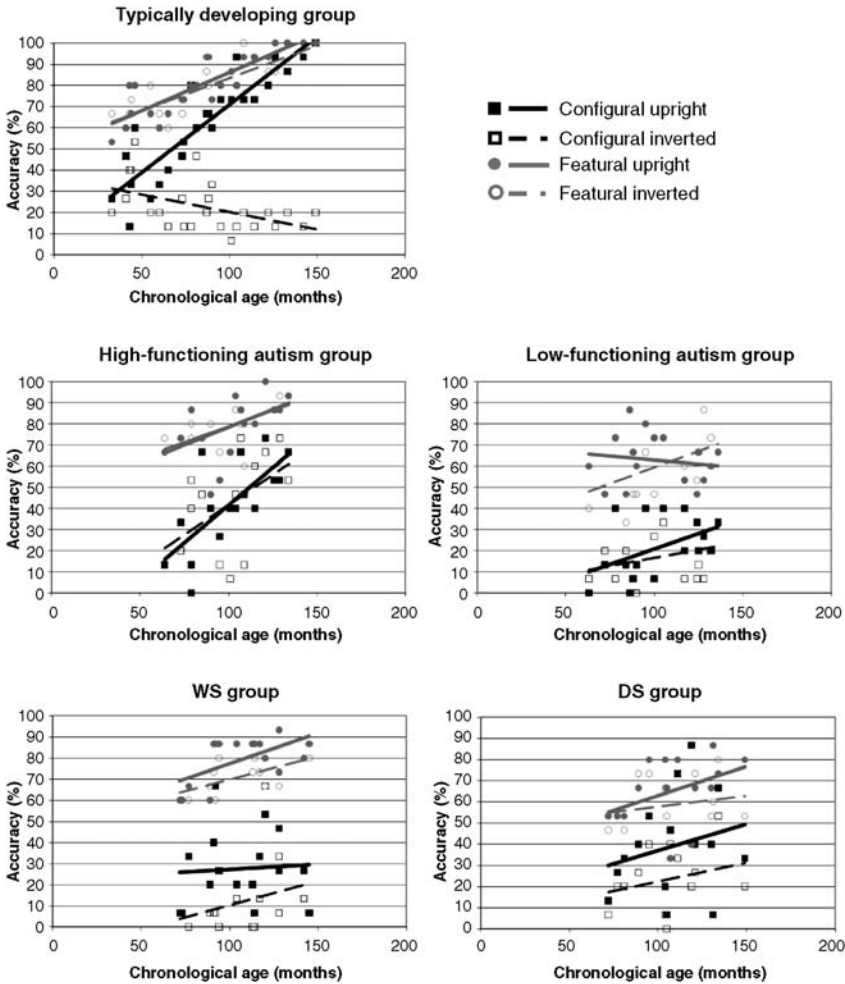 Typically developing group
100
90
80
70
60
50
40
30
20
10
0
Accuracy (%)
0 50 100 150 200
Chronological age (months)
Configural upright
Configural inverted
Featural upright
Featural inverted
High-functioning autism group
100
90
80
70
60
50
40
30
20
10
0
Accuracy (%)
0 50 100 150 200
Chronological age (months)
Low-functioning autism group
100
90
80
70
60
50
40
30
20
10
0
Accuracy (%)
0 50 100 150 200
Chronological age (months)
WS group
100
90
80
70
60
50
40
30
20
10
0
Accuracy (%)
0 50 100 150 200
Chronological age (months)
DS group
100
90
80
70
60
50
40
30
20
10
0
Accuracy (%)
0 50 100 150 200
Chronological age (months)